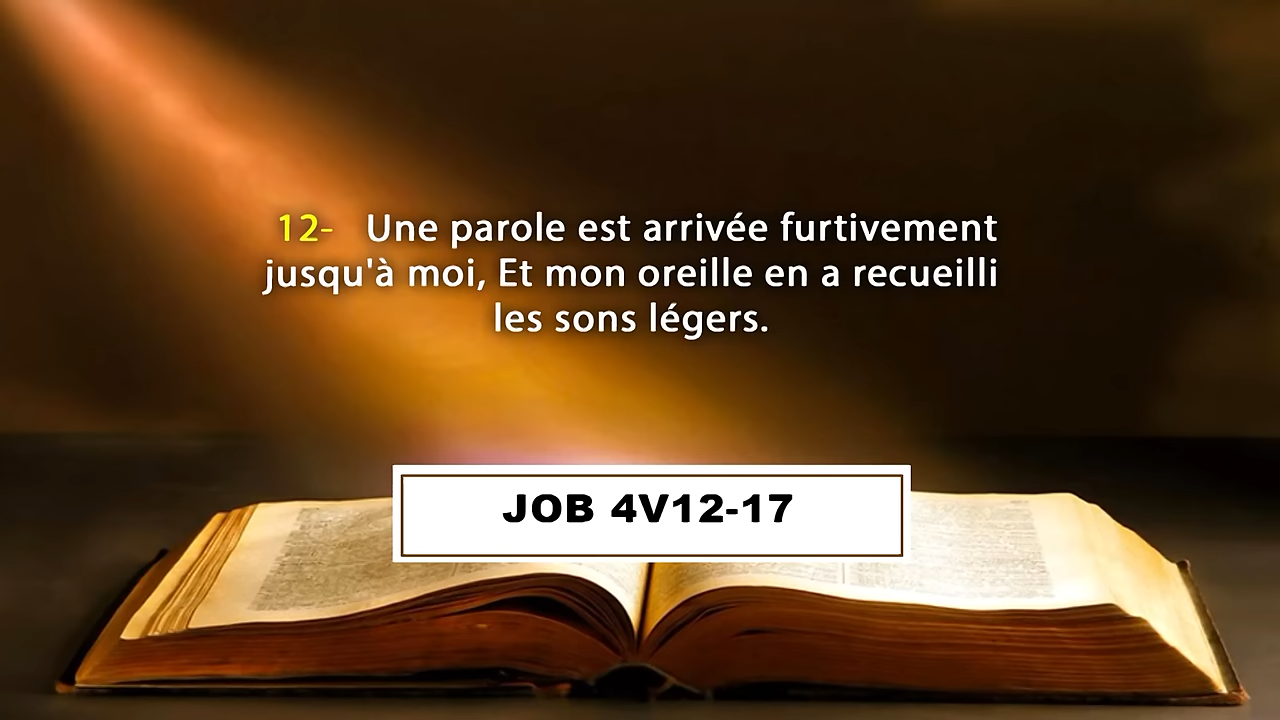 12- Une parole est arrivée furtivement
jusqu'à moi, Et mon oreille en a recueilli
les sons légers.
JOB 4V12-17